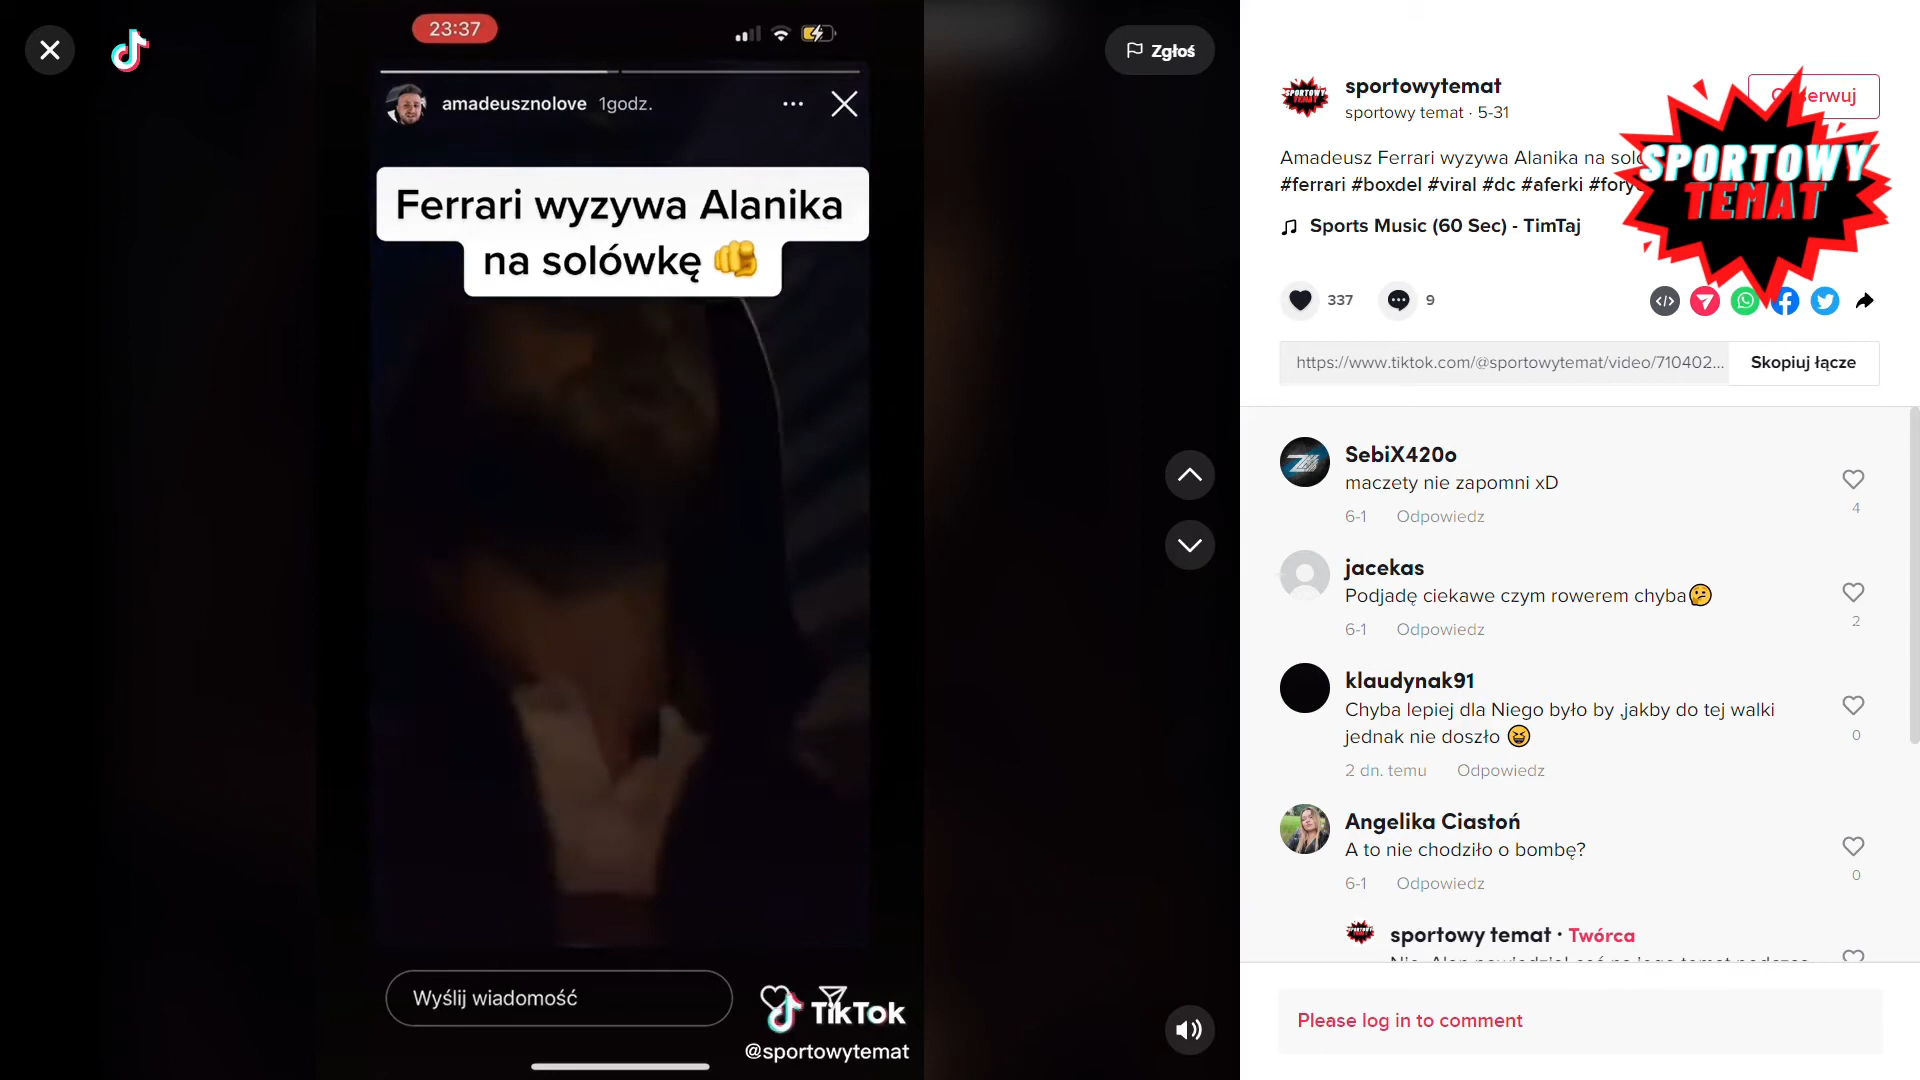 23:37
Zgłoś
amadeusznolove 1godz.
Ferrari wyzywa Alanika
na solówkę
Wyślij wiadomość
TikTok
@sportowytemat
sportowytemat
sportowy temat · 5-31
SPORTOWY
TEMAT
Amadeusz Ferrari wyzywa Alanika na
#ferrari #boxdel #viral #dc #aferki
Sports Music (60 Sec) - TimTaj
337
9
https://www.tiktok.com/@sportowytemat/video/710402...
Skopiuj łącze
SebiX420o
maczety nie zapomni xD
6-1 Odpowiedz
4
jacekas
Podjadę ciekawe czym rowerem chyba
6-1 Odpowiedz
2
klaudynak91
Chyba lepiej dla Niego było by ,jakby do tej walki
jednak nie doszło
2 dn. temu Odpowiedz
0
Angelika Ciastoń
A to nie chodziło o bombę?
6-1 Odpowiedz
0
sportowy temat · Twórca
Please log in to comment